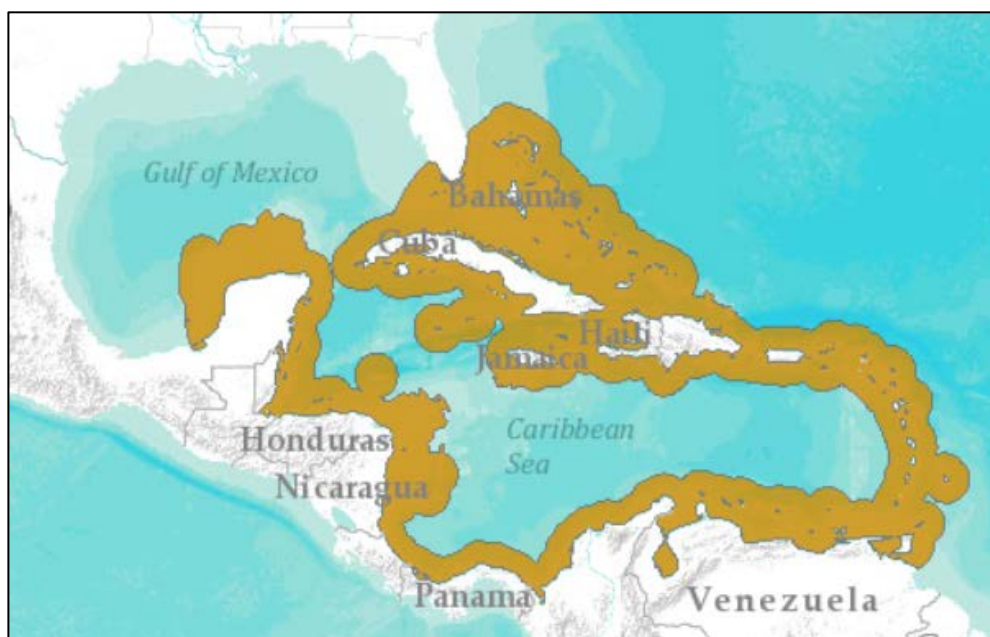 Gulf of Mexico
Bahamas
Cuba
Haiti
Jamaica
Caribbean
Sea
Honduras
Nicaragua
Panama
Venezuela